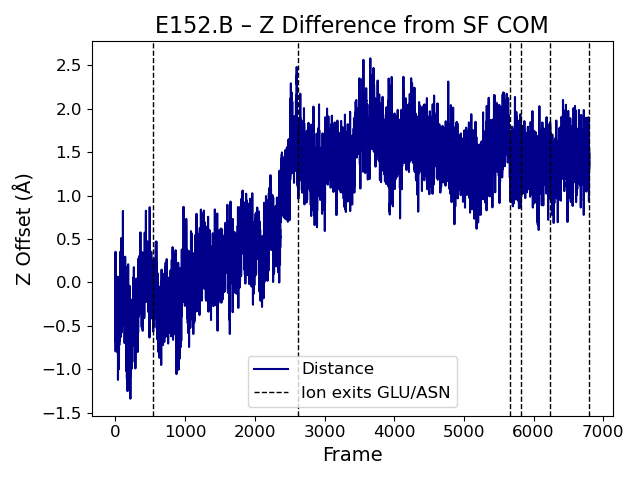 E152.B – Z Difference from SF COM
2.5
2.0
1.5
1.0
0.5
0.0
−0.5
−1.0
−1.5
Z Offset (Å)
Distance
Ion exits GLU/ASN
0 1000 2000 3000 4000 5000 6000 7000
Frame